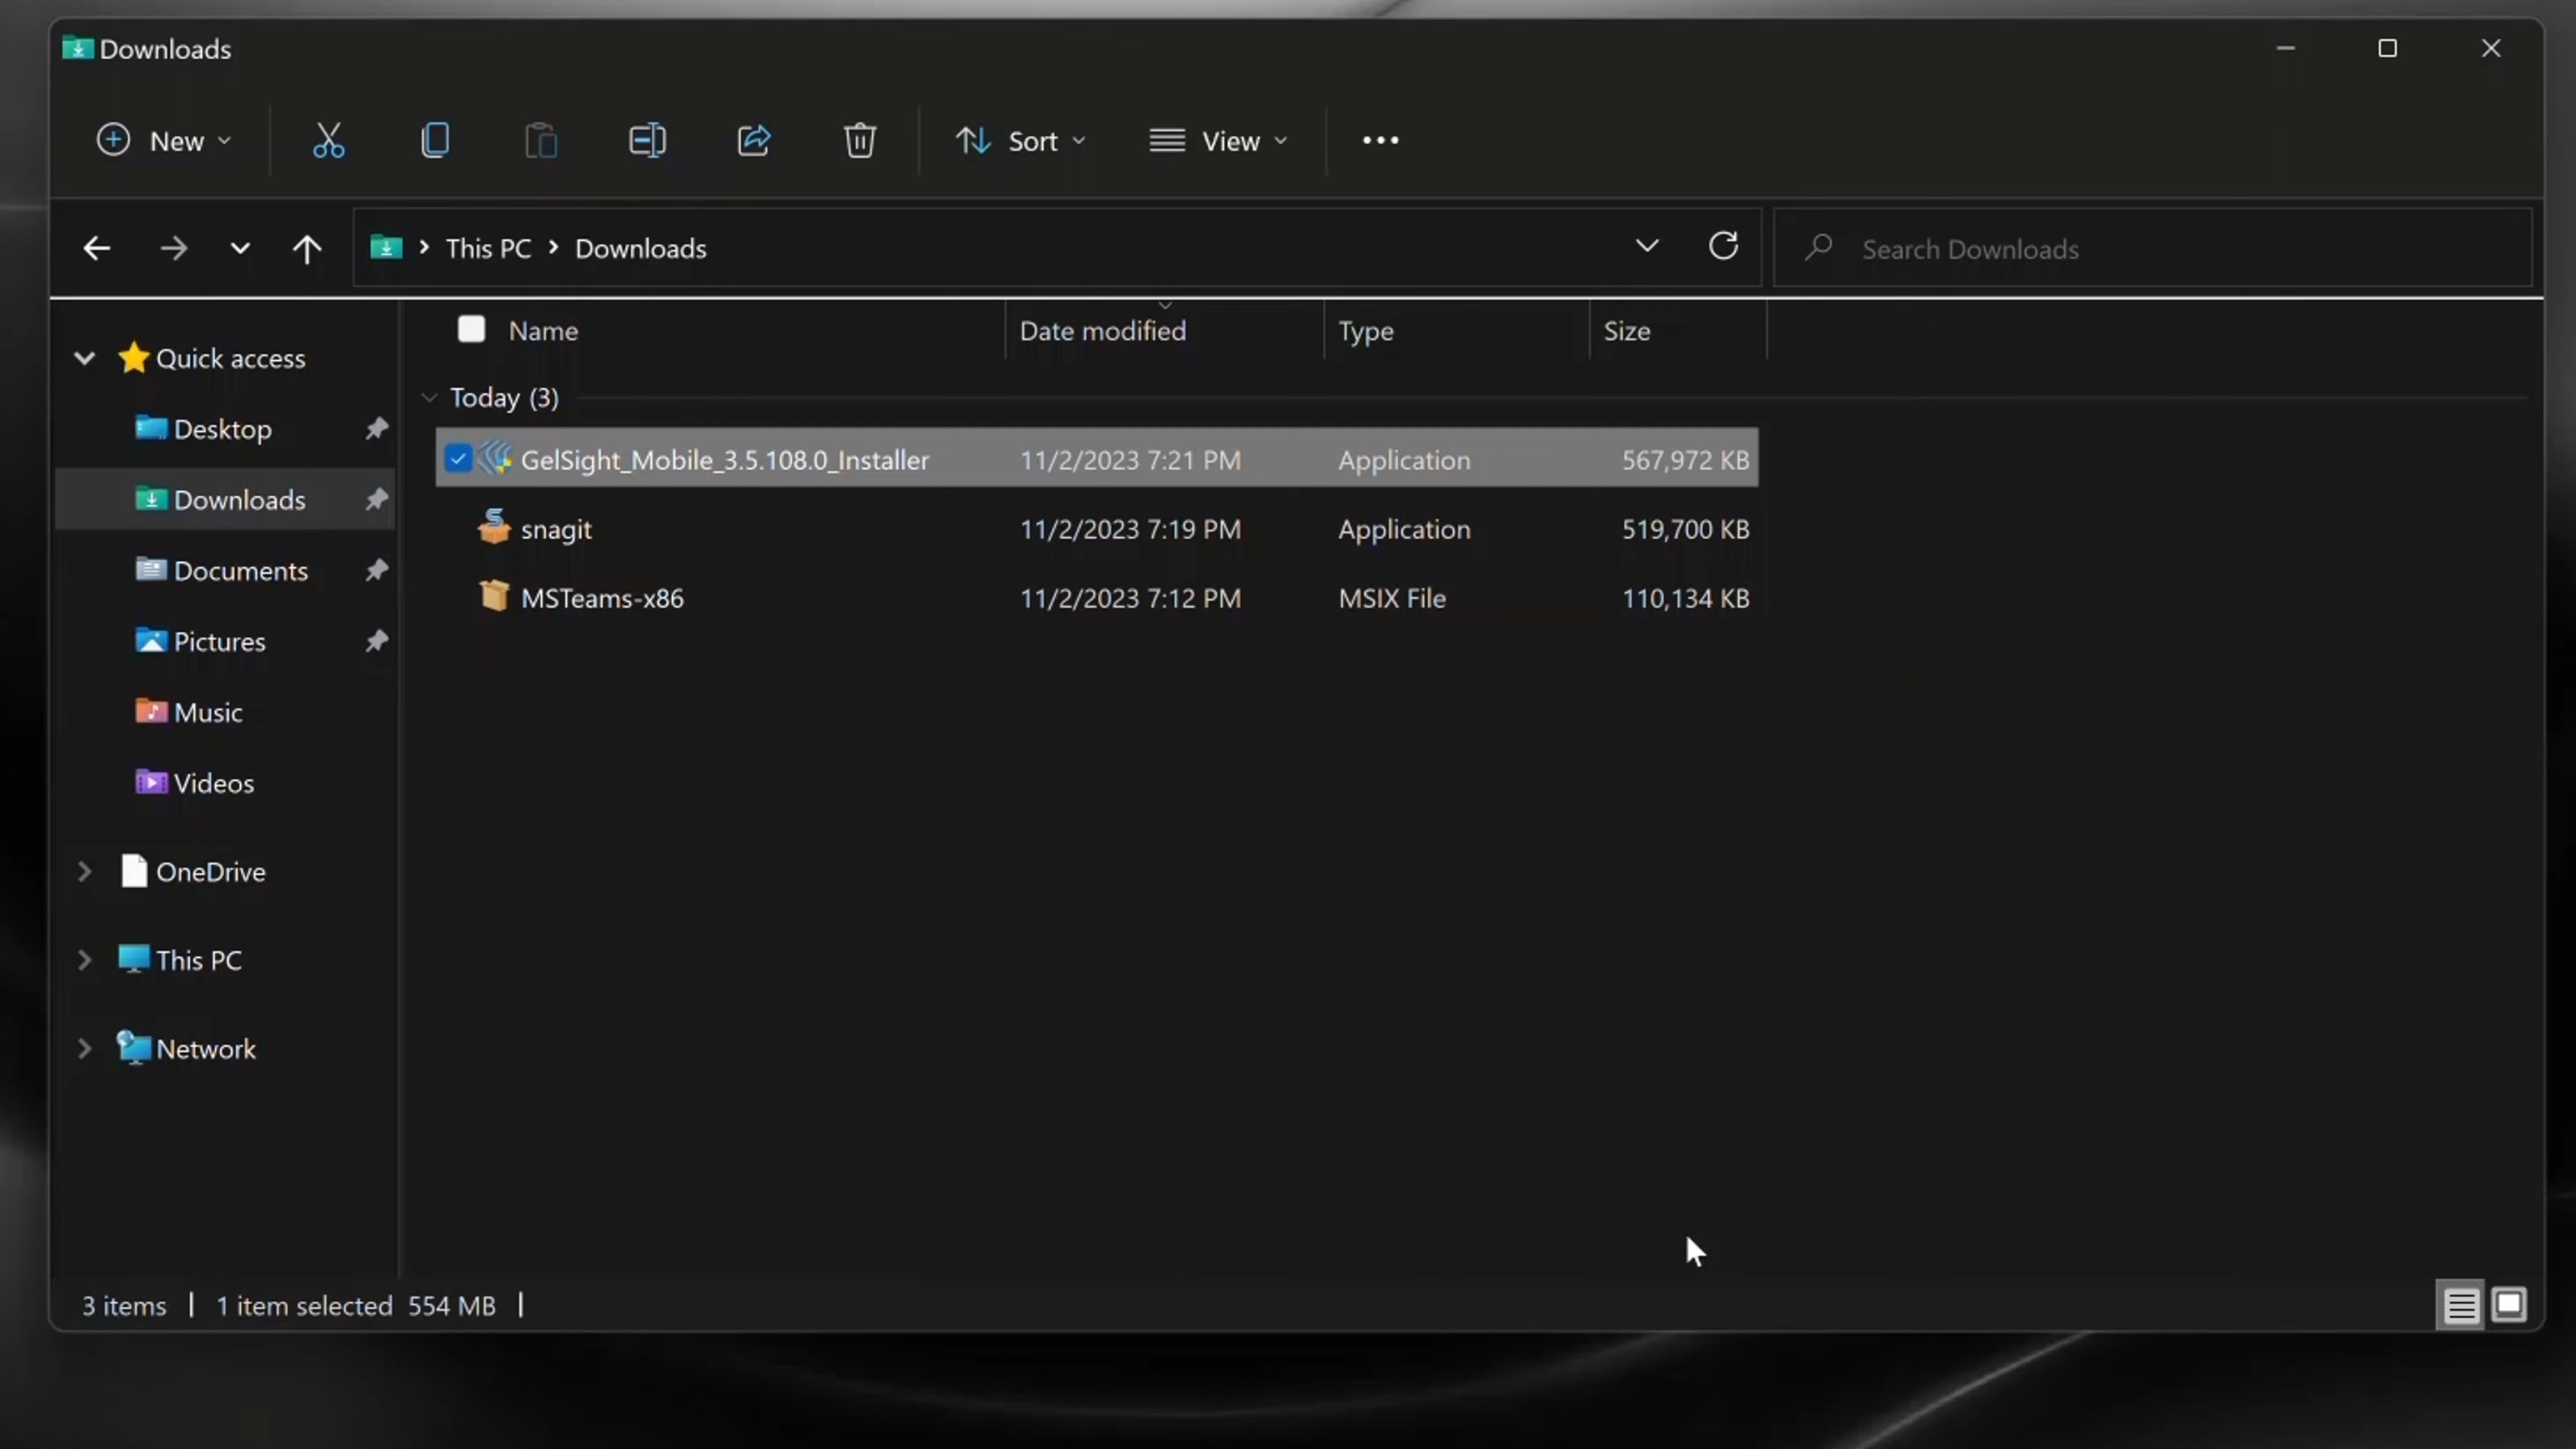 Downloads
New
Sort
View
This PC
Downloads
Search Downloads
Name
Date modified
Type
Size
Quick access
Desktop
Downloads
Documents
Pictures
Music
Videos
OneDrive
This PC
Network
Today (3)
GelSight_Mobile_3.5.108.0_Installer 11/2/2023 7:21 PM Application 567,972 KB
snagit 11/2/2023 7:19 PM Application 519,700 KB
MSTeams-x86 11/2/2023 7:12 PM MSIX File 110,134 KB
3 items | 1 item selected 554 MB |